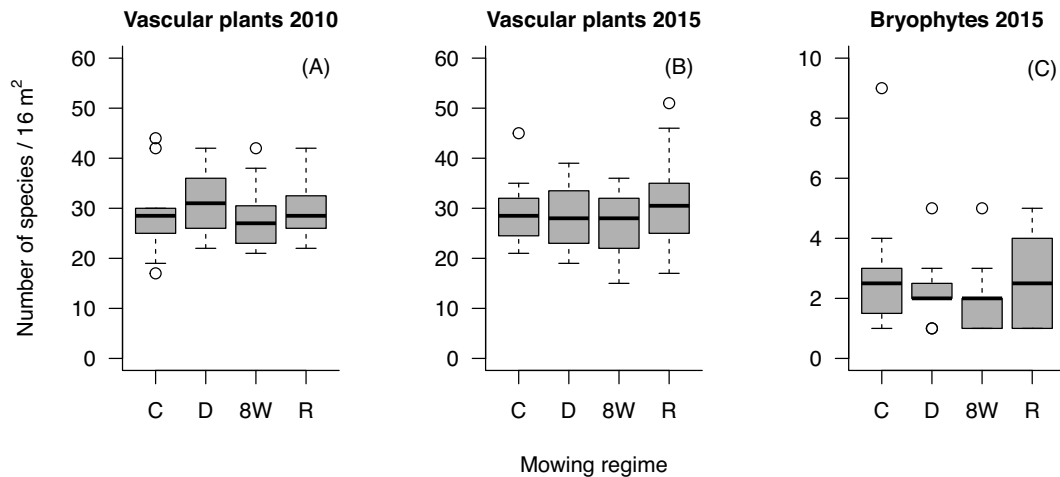 Vascular plants 2010
Vascular plants 2015
Bryophytes 2015
Number of species / 16 m²
60
50
40
30
20
10
0
(A)
C D 8W R
60
50
40
30
20
10
0
(B)
C D 8W R
10
8
6
4
2
0
(C)
C D 8W R
Mowing regime